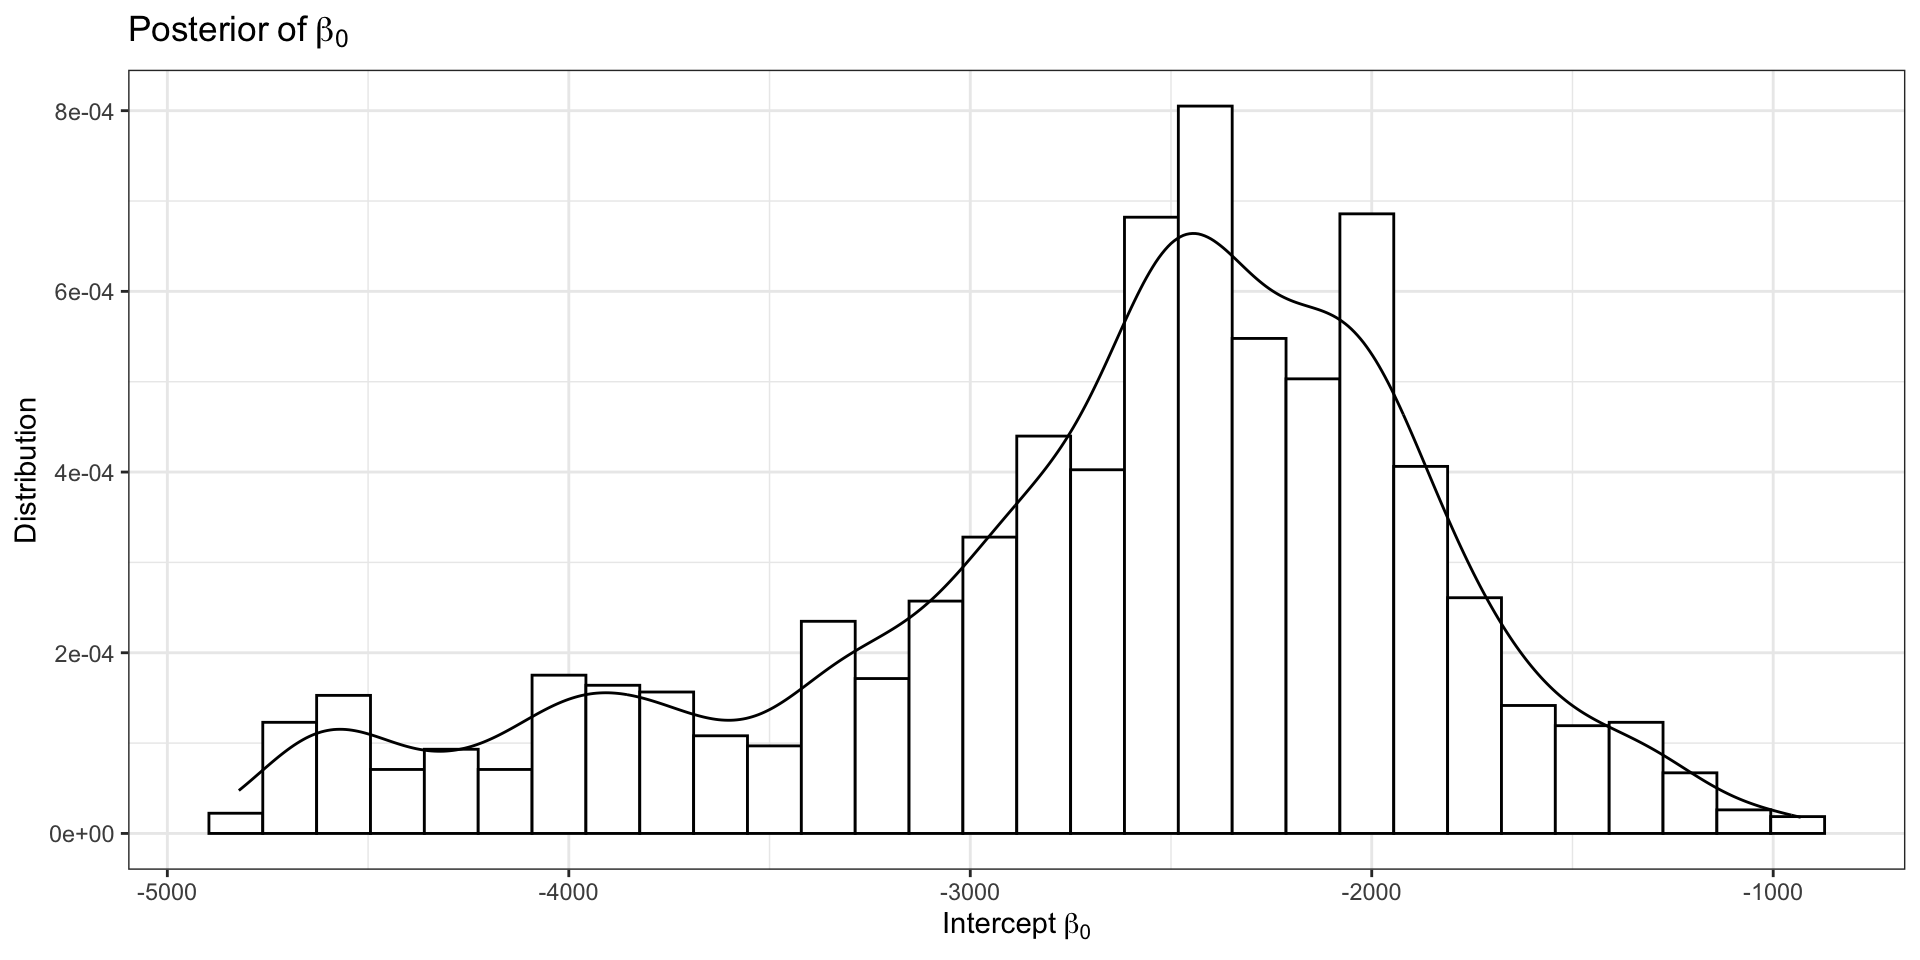 Posterior of β₀
8e-04
6e-04
4e-04
2e-04
0e+00
Distribution
-5000 -4000 -3000 -2000 -1000
Intercept β₀